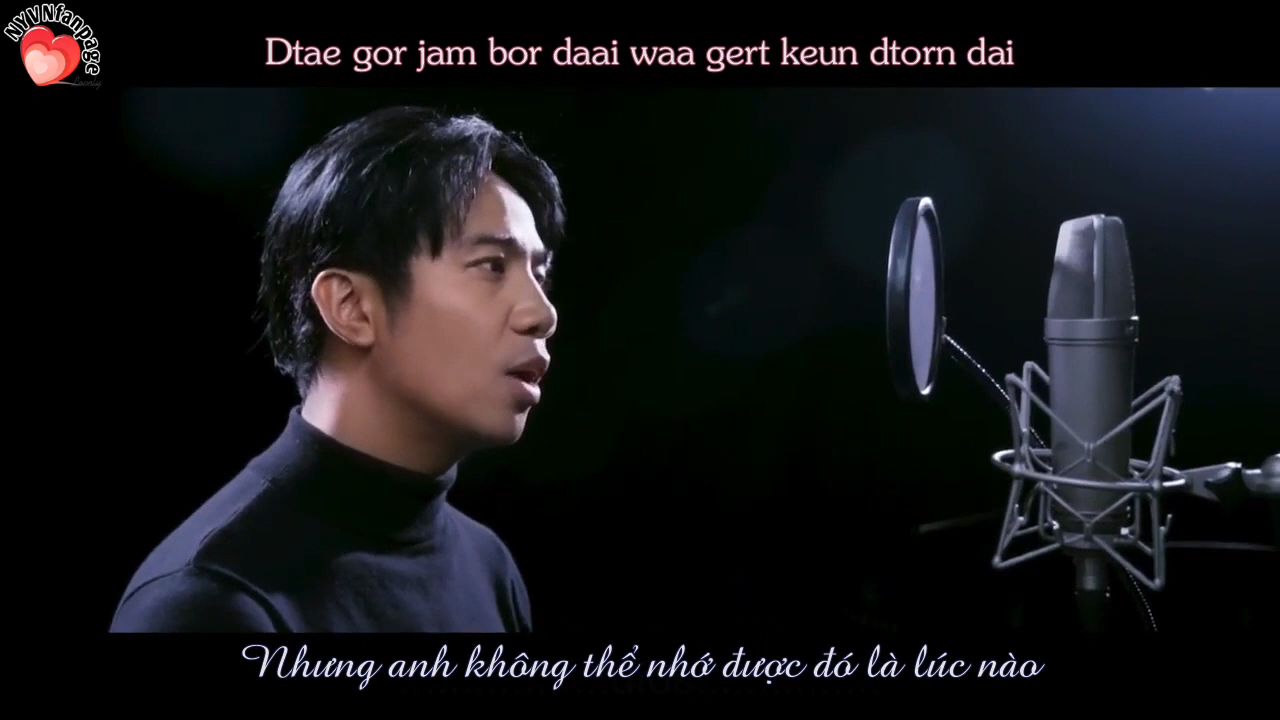 NYVNfanpage
Dtae gor jam bor daai waa gert keun dtorn dai
Nhưng anh không thể nhớ được đó là lúc nào